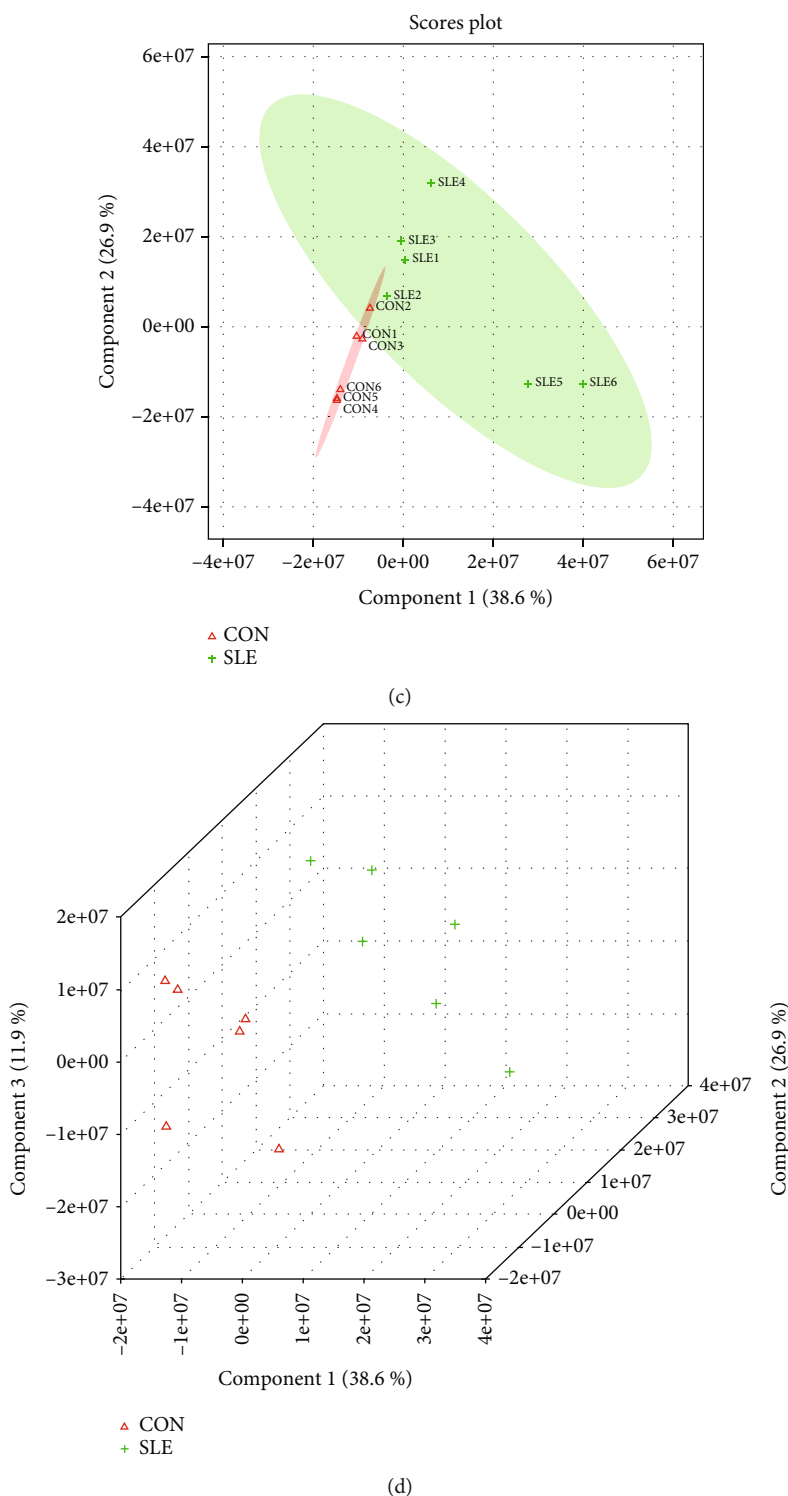 Scores plot
6e+07
4e+07
2e+07
0e+00
−2e+07
−4e+07
Component 2 (26.9 %)
SLE4
SLE3
SLE1
SLE2
CON2
CON1
CON3
CON6
CON5
CON4
SLE5
SLE6
−4e+07
−2e+07
0e+00
2e+07
4e+07
6e+07
Component 1 (38.6 %)
CON
SLE
(c)
2e+07
1e+07
0e+00
−1e+07
−2e+07
−3e+07
Component 3 (11.9 %)
4e+07
3e+07
2e+07
1e+07
0e+00
−1e+07
−2e+07
Component 2 (26.9 %)
−2e+07
−1e+07
0e+00
1e+07
2e+07
3e+07
4e+07
Component 1 (38.6 %)
CON
SLE
(d)